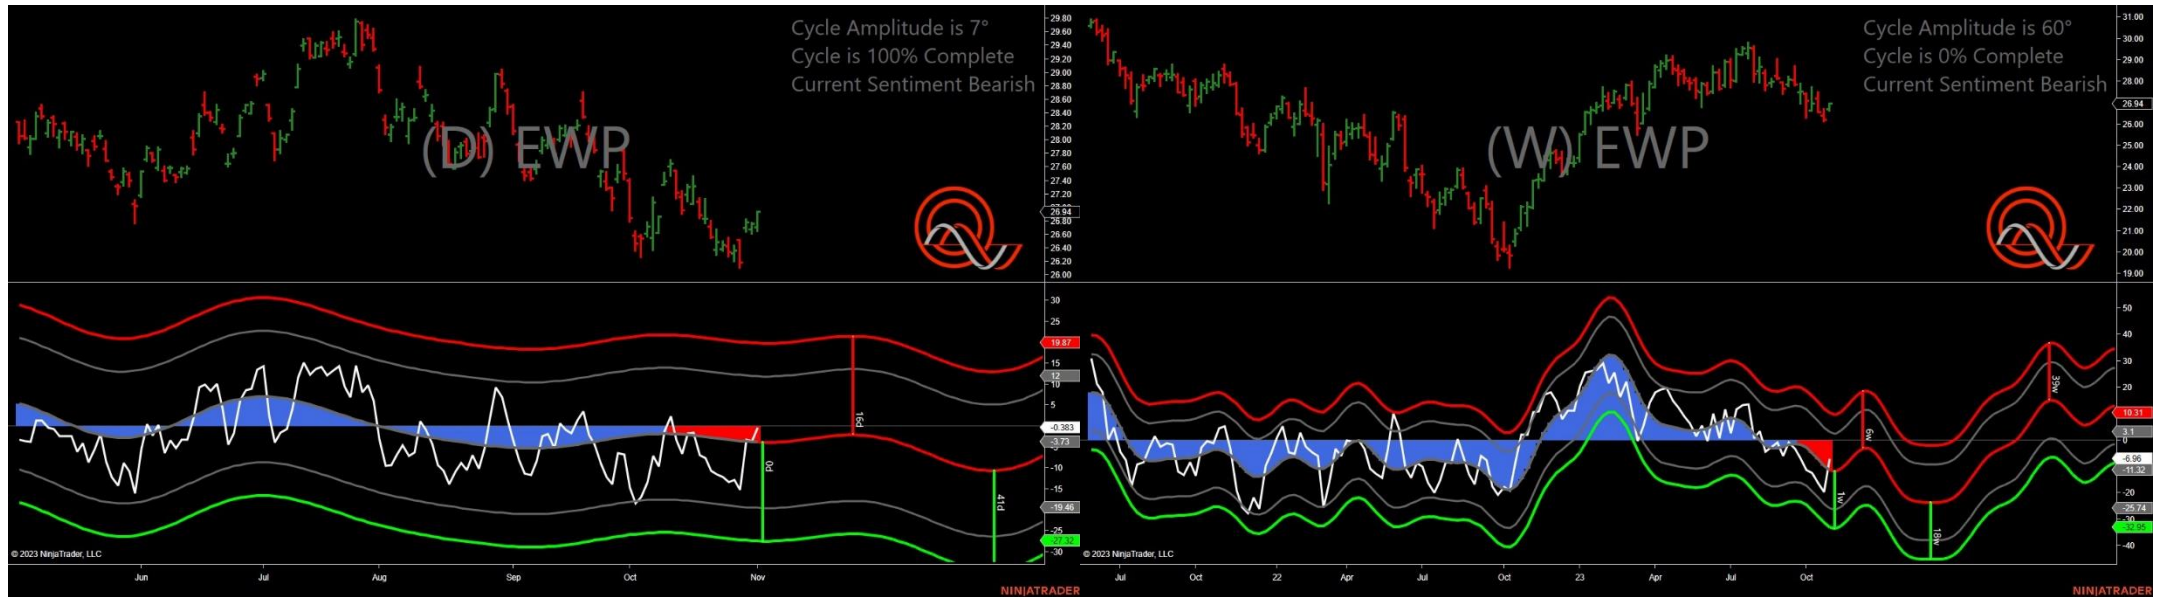 Cycle Amplitude is 7°
Cycle is 100% Complete
Current Sentiment Bearish
(D) EWP
29.80
29.60
29.40
29.20
29.00
28.80
28.60
28.40
28.20
28.00
27.80
27.60
27.40
27.20
26.94
26.80
26.60
26.40
26.20
26.00
30
25
19.87
15
12
10
5
-0.383
-3.73
-10
-15
-19.46
-25
-27.32
-30
16d
0d
41d
© 2023 NinjaTrader, LLC
Jun Jul Aug Sep Oct Nov
NINJATRADER
Cycle Amplitude is 60°
Cycle is 0% Complete
Current Sentiment Bearish
(W) EWP
31.00
30.00
29.00
28.00
26.94
26.00
25.00
24.00
23.00
22.00
21.00
20.00
19.00
50
40
30
20
10.31
3.1
0
-6.96
-11.32
-20
-25.74
-30
-32.95
-40
1w
6w
18w
39w
© 2023 NinjaTrader, LLC
Jul Oct 22 Apr Jul Oct 23 Apr Jul Oct
NINJATRADER